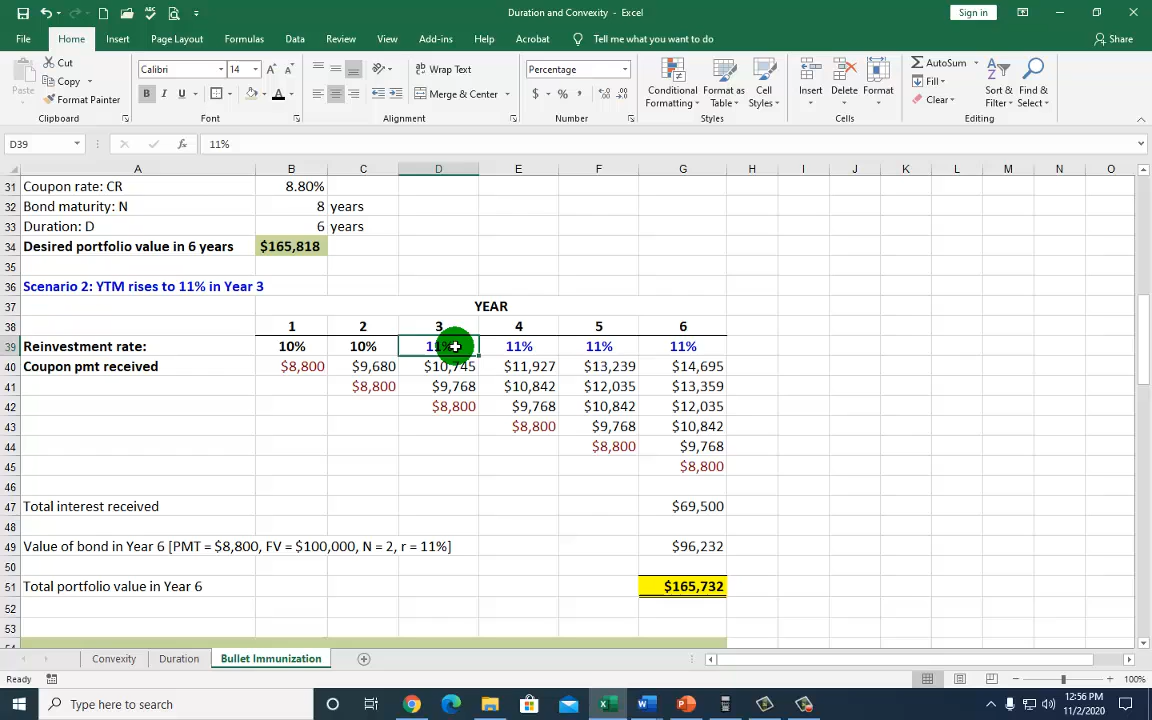 Duration and Convexity - Excel
Sign in
File Home Insert Page Layout Formulas Data Review View Add-ins Help Acrobat Tell me what you want to do Share
Paste Cut Copy Format Painter Clipboard
Calibri 14 A A B I U A Font
Wrap Text Merge & Center Alignment
Percentage $ % , Number
Conditional Formatting Format as Table Cell Styles Styles
Insert Delete Format Cells
AutoSum Fill Clear Sort & Filter Find & Select Editing
D39 fx 11%
A B C D E F G H I J K L M N O
31 Coupon rate: CR 8.80%
32 Bond maturity: N 8 years
33 Duration: D 6 years
34 Desired portfolio value in 6 years $165,818
35
36 Scenario 2: YTM rises to 11% in Year 3
37 YEAR
38 1 2 3 4 5 6
39 Reinvestment rate: 10% 10% 11% 11% 11% 11%
40 Coupon pmt received $8,800 $9,680 $10,745 $11,927 $13,239 $14,695
41 $8,800 $9,768 $10,842 $12,035 $13,359
42 $8,800 $9,768 $10,842 $12,035
43 $8,800 $9,768 $10,842
44 $8,800 $9,768
45 $8,800
46
47 Total interest received $69,500
48
49 Value of bond in Year 6 [PMT = $8,800, FV = $100,000, N = 2, r = 11%] $96,232
50
51 Total portfolio value in Year 6 $165,732
52
53
Convexity Duration Bullet Immunization
Ready 100%
Type here to search
12:56 PM
11/2/2020